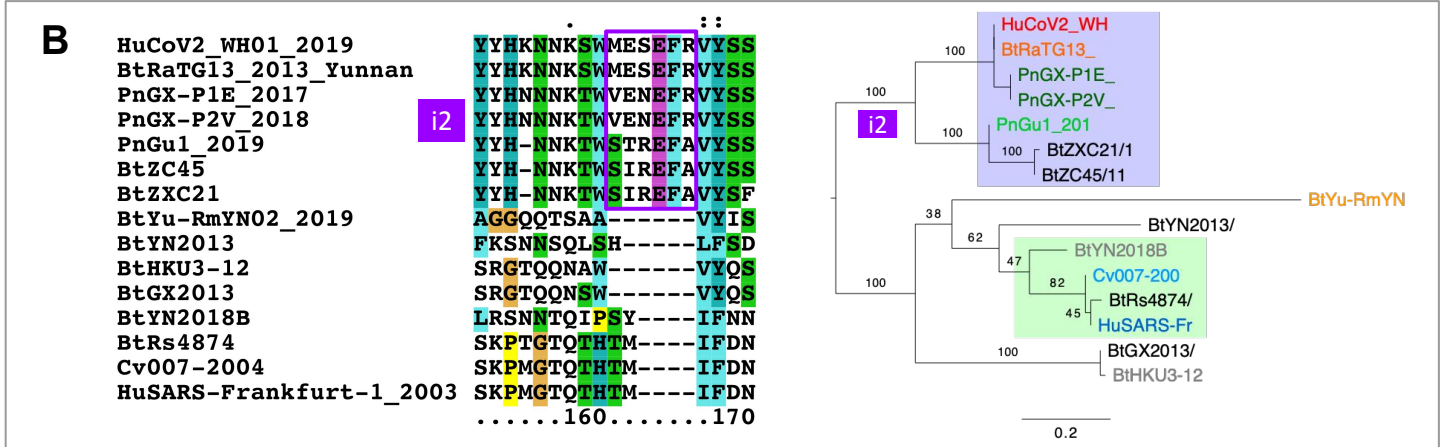 B
. ::
HuCoV2_WH01_2019 YYHKNNKSWMESEFRVYSS
BtRaTG13_2013_Yunnan YYHKNNKSWMESEFRVYSS
PnGX-P1E_2017 YYHNNNKTWVENEFRVYSS
PnGX-P2V_2018 YYHNNNKTWVENEFRVYSS
PnGu1_2019 YYH-NNKTWSTREFAVYSS
BtZC45 YYH-NNKTWSIREFAVYSS
BtZXC21 YYH-NNKTWSIREFAVYSF
BtYu-RmYN02_2019 AGGQQTSAA------VYIS
BtYN2013 FKSNNSQLSH-----LFSD
BtHKU3-12 SRGTQQNAW------VYQS
BtGX2013 SRGTQQNSW------VYQS
BtYN2018B LRSNNTQIPSY----IFNN
BtRs4874 SKPTGTQTHTM----IFDN
Cv007-2004 SKPMGTQTHTM----IFDN
HuSARS-Frankfurt-1_2003 SKPMGTQTHTM----IFDN
......160.......170
i2
HuCoV2_WH
100
BtRaTG13_
PnGX-P1E_
100
PnGX-P2V_
i2
PnGu1_201
100
100
BtZXC21/1
BtZC45/11
BtYu-RmYN
38
BtYN2013/
62
BtYN2018B
47
Cv007-200
82
100
BtRs4874/
45
HuSARS-Fr
100
BtGX2013/
BtHKU3-12
0.2